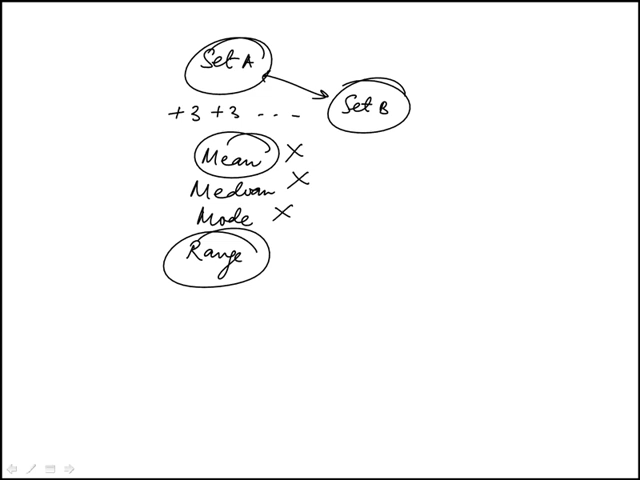 Set A
Set B
+3 +3 ...
Mean X
Median X
Mode X
Range